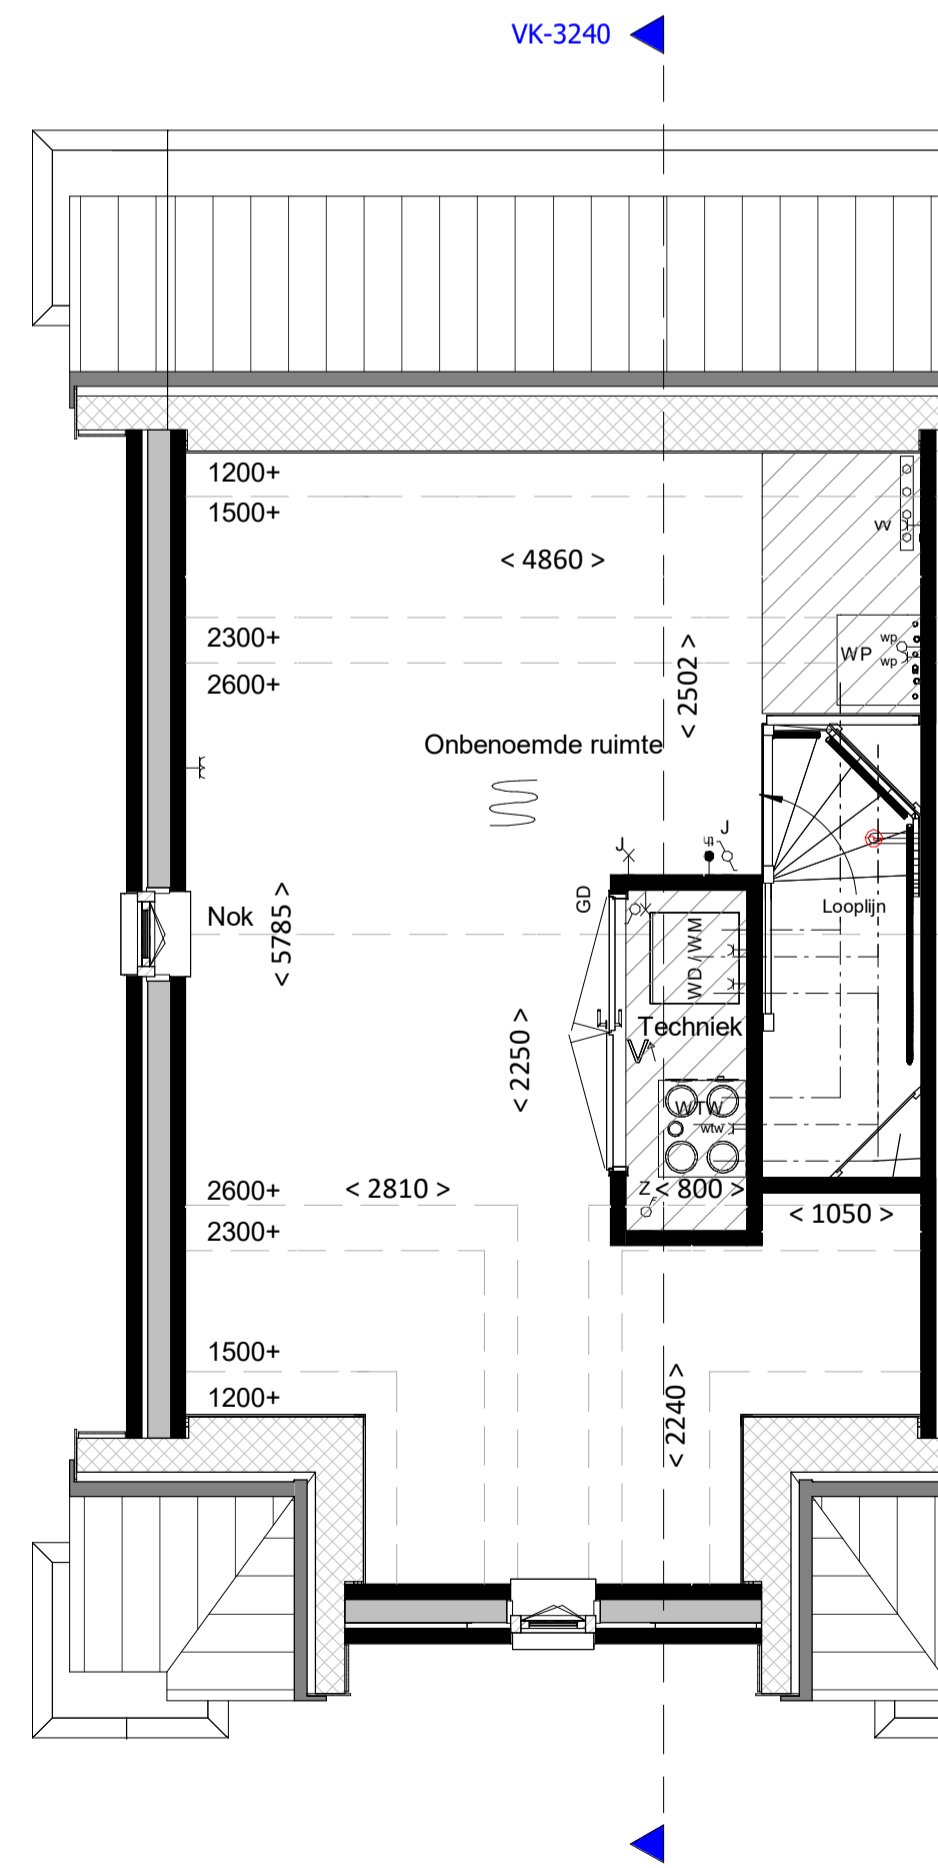 VK-3240
1200+
1500+
< 4860 >
vv
2300+
2600+
< 2502 >
wp
WP
wp
Onbenoemde ruimte
J
J
GD
Looplijn
Nok
< 5785 >
WD / WM
Techniek
< 2250 >
WTW
wtw
2600+
< 2810 >
z
< 800 >
2300+
< 1050 >
1500+
1200+
< 2240 >